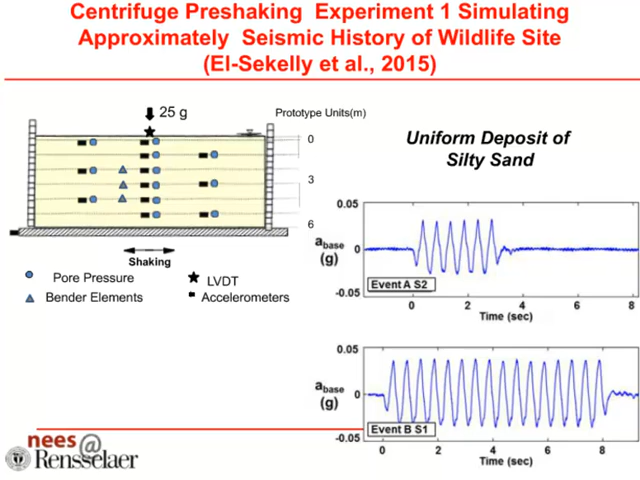 Centrifuge Preshaking Experiment 1 Simulating
Approximately Seismic History of Wildlife Site
(El-Sekelly et al., 2015)
25 g
Prototype Units(m)
0
3
6
Shaking
Pore Pressure
LVDT
Bender Elements
Accelerometers
Uniform Deposit of
Silty Sand
0.05
abase
(g)
0
-0.05
Event A S2
0 2 4 6 8
Time (sec)
0.05
abase
(g)
0
-0.05
Event B S1
0 2 4 6 8
Time (sec)
nees@
Rensselaer